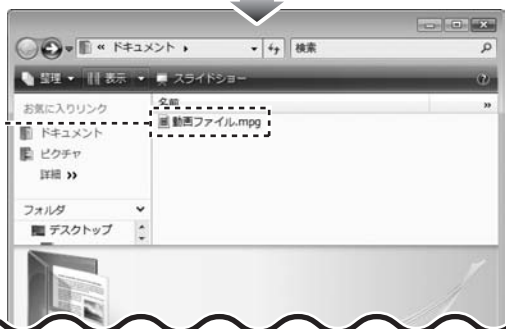 « ドキュメント
検索
整理
表示
スライドショー
お気に入りリンク
名前
»
動画ファイル.mpg
ドキュメント
ピクチャ
詳細 »
フォルダ
デスクトップ